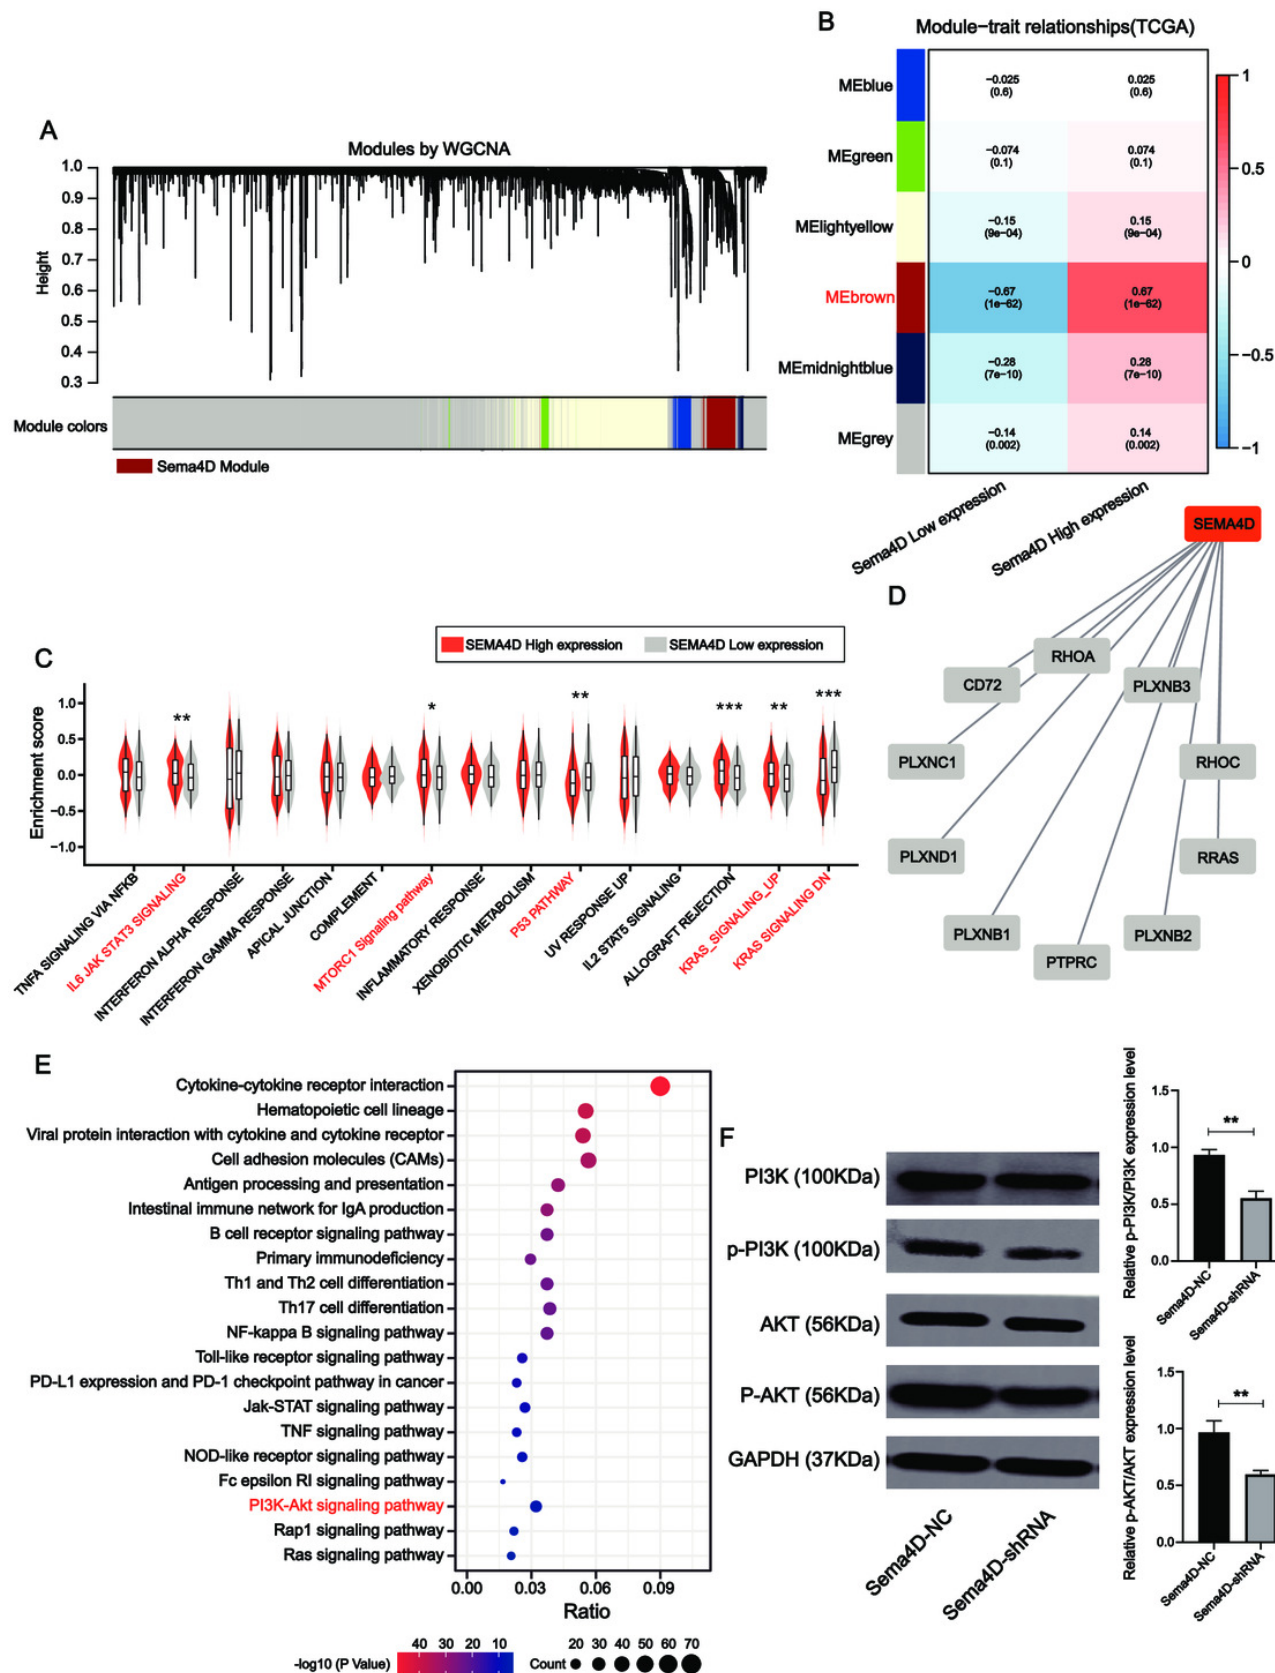 A
Modules by WGCNA
Height
1.0
0.9
0.8
0.7
0.6
0.5
0.4
0.3
Module colors
Sema4D Module
B
Module−trait relationships(TCGA)
MEblue
−0.025
(0.6)
0.025
(0.6)
MEgreen
−0.074
(0.1)
0.074
(0.1)
MElightyellow
−0.15
(9e−04)
0.15
(9e−04)
MEbrown
−0.67
(1e−62)
0.67
(1e−62)
MEmidnightblue
−0.28
(7e−10)
0.28
(7e−10)
MEgrey
−0.14
(0.002)
0.14
(0.002)
1
0.5
0
−0.5
−1
Sema4D Low expression
Sema4D High expression
C
SEMA4D High expression
SEMA4D Low expression
Enrichment score
1.0
0.5
0.0
−0.5
−1.0
**
*
**
***
**
***
TNFA SIGNALING VIA NFKB
IL6 JAK STAT3 SIGNALING
INTERFERON ALPHA RESPONSE
INTERFERON GAMMA RESPONSE
APICAL JUNCTION
COMPLEMENT
MTORC1 Signaling pathway
INFLAMMATORY RESPONSE
XENOBIOTIC METABOLISM
P53 PATHWAY
UV RESPONSE UP
IL2 STAT5 SIGNALING
ALLOGRAFT REJECTION
KRAS_SIGNALING_UP
KRAS SIGNALING DN
D
SEMA4D
RHOA
CD72
PLXNB3
PLXNC1
RHOC
PLXND1
RRAS
PLXNB1
PLXNB2
PTPRC
E
Cytokine-cytokine receptor interaction
Hematopoietic cell lineage
Viral protein interaction with cytokine and cytokine receptor
Cell adhesion molecules (CAMs)
Antigen processing and presentation
Intestinal immune network for IgA production
B cell receptor signaling pathway
Primary immunodeficiency
Th1 and Th2 cell differentiation
Th17 cell differentiation
NF-kappa B signaling pathway
Toll-like receptor signaling pathway
PD-L1 expression and PD-1 checkpoint pathway in cancer
Jak-STAT signaling pathway
TNF signaling pathway
NOD-like receptor signaling pathway
Fc epsilon RI signaling pathway
PI3K-Akt signaling pathway
Rap1 signaling pathway
Ras signaling pathway
0.00 0.03 0.06 0.09
Ratio
40 30 20 10
-log10 (P Value)
20 30 40 50 60 70
Count
F
PI3K (100KDa)
p-PI3K (100KDa)
AKT (56KDa)
P-AKT (56KDa)
GAPDH (37KDa)
Sema4D-NC
Sema4D-shRNA
Relative p-PI3K/PI3K expression level
1.5
1.0
0.5
0.0
**
Sema4D-NC
Sema4D-shRNA
Relative p-AKT/AKT expression level
1.5
1.0
0.5
0.0
**
Sema4D-NC
Sema4D-shRNA